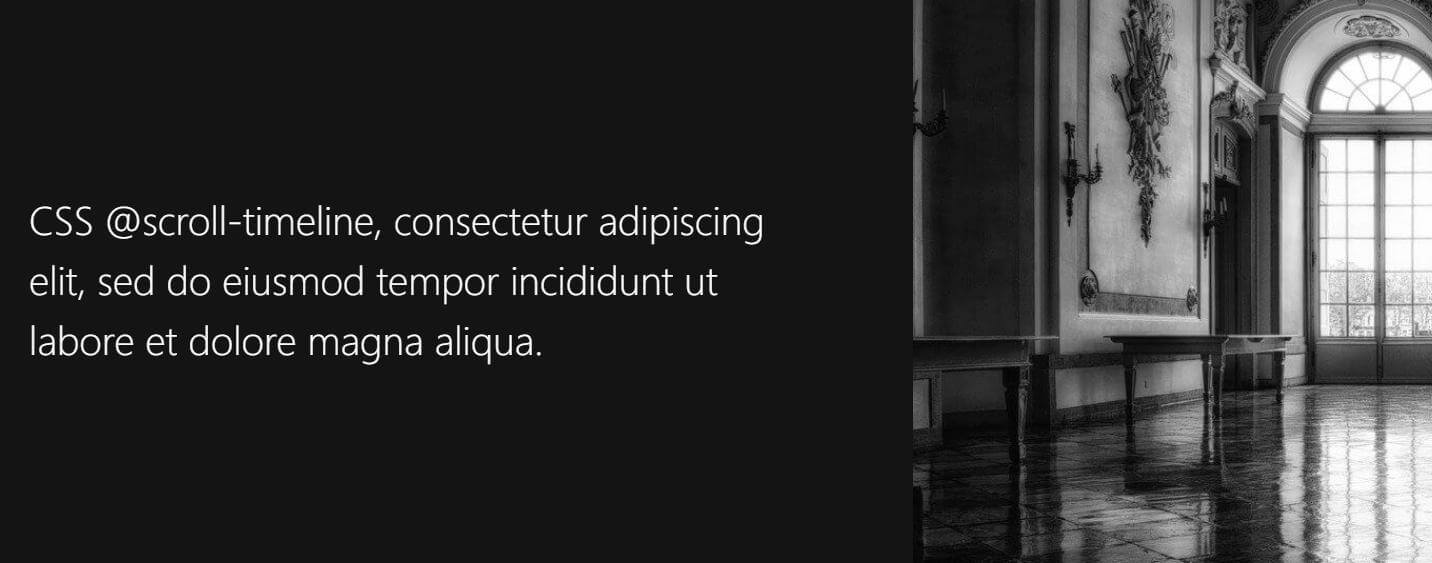 CSS @scroll-timeline, consectetur adipiscing
elit, sed do eiusmod tempor incididunt ut
labore et dolore magna aliqua.